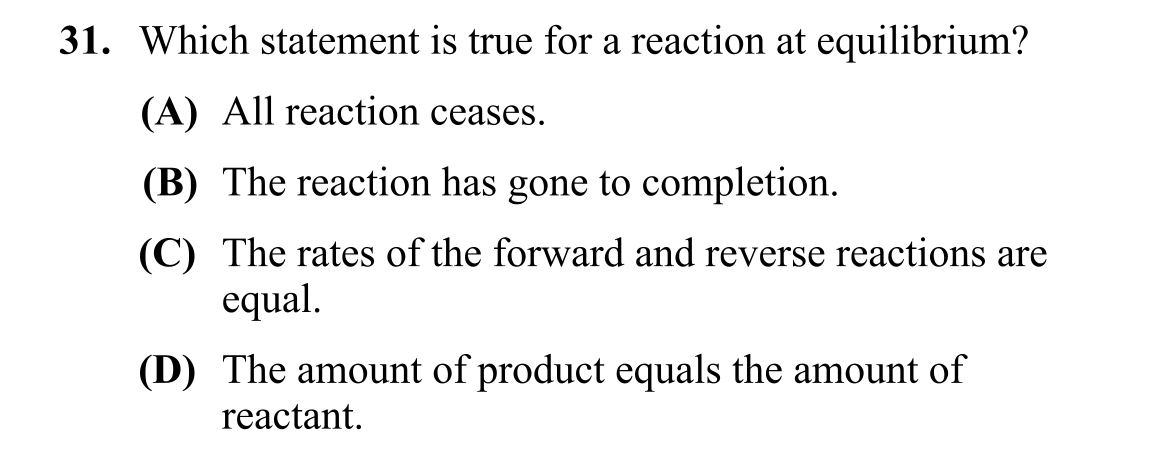 31. Which statement is true for a reaction at equilibrium?
(A) All reaction ceases.
(B) The reaction has gone to completion.
(C) The rates of the forward and reverse reactions are
equal.
(D) The amount of product equals the amount of
reactant.